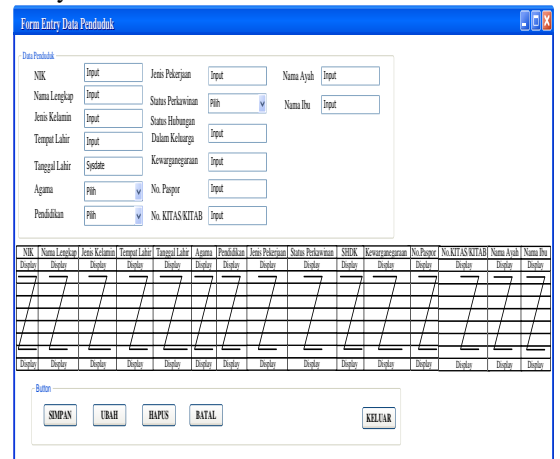 Form Entry Data Penduduk
Data Penduduk
NIK Input Jenis Pekerjaan Input Nama Ayah Input
Nama Lengkap Input Status Perkawinan Pilih Nama Ibu Input
Jenis Kelamin Input Status Hubungan
Tempat Lahir Input Dalam Keluarga Input
Tanggal Lahir Sysdate Kewarganegaraan Input
Agama Pilih No. Paspor Input
Pendidikan Pilih No. KITAS/KITAB Input
NIK Nama Lengkap Jenis Kelamin Tempat Lahir Tanggal Lahir Agama Pendidikan Jenis Pekerjaan Status Perkawinan SHDK Kewarganegaraan No.Paspor No.KITAS/KITAB Nama Ayah Nama Ibu
Display Display Display Display Display Display Display Display Display Display Display Display Display Display Display
Display Display Display Display Display Display Display Display Display Display Display Display Display Display Display
Button
SIMPAN UBAH HAPUS BATAL KELUAR